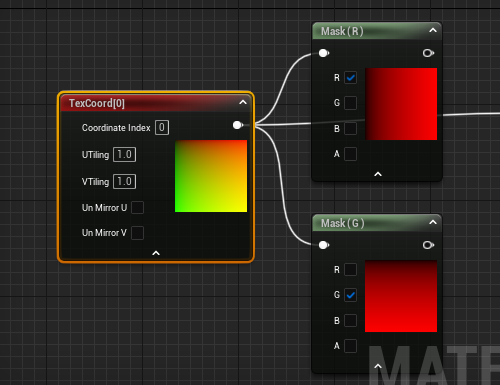 Mask ( R )
R
G
B
A
TexCoord[0]
Coordinate Index 0
UTiling 1.0
VTiling 1.0
Un Mirror U
Un Mirror V
Mask ( G )
R
G
B
A
MATE